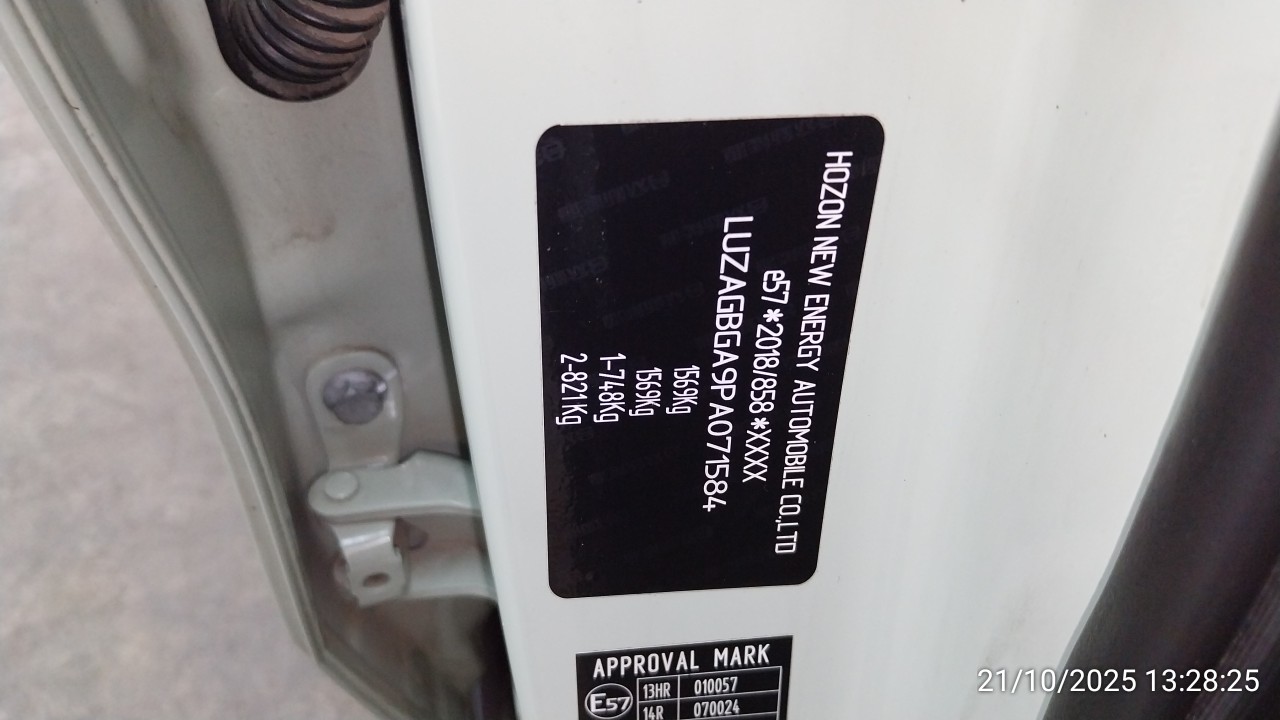 HOZON NEW ENERGY AUTOMOBILE CO.,LTD
e57*2018/858*XXXX
LUZAGBGA9PA071584
1569Kg
1569Kg
1-748Kg
2-821Kg
APPROVAL MARK
E57
13HR 010057
14R 070024
21/10/2025 13:28:25